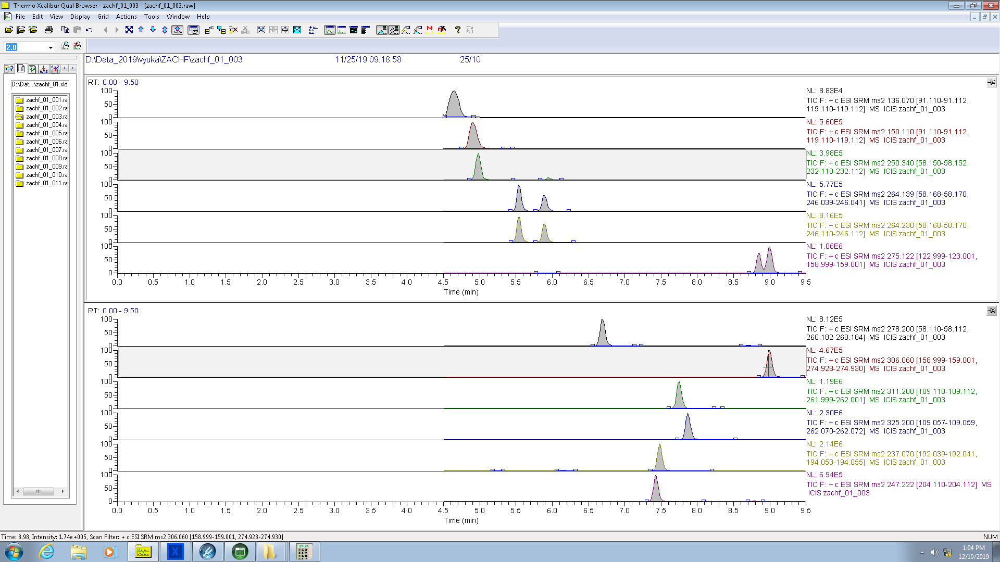 Thermo Xcalibur Qual Browser - zachf_01_003 - [zachf_01_003.raw]
File Edit View Display Grid Actions Tools Window Help
2.0
D:\Dat...\zachf_01.sld
zachf_01_001.ra
zachf_01_002.ra
zachf_01_003.ra
zachf_01_004.ra
zachf_01_005.ra
zachf_01_006.ra
zachf_01_007.ra
zachf_01_008.ra
zachf_01_009.ra
zachf_01_010.ra
zachf_01_011.ra
D:\Data_2019\vyuka\ZACHF\zachf_01_003 11/25/19 09:18:58 25/10
RT: 0.00 - 9.50
100
50
0
NL: 8.83E4
TIC F: + c ESI SRM ms2 136.070 [91.110-91.112,
119.110-119.112] MS ICIS zachf_01_003
100
50
0
NL: 5.60E5
TIC F: + c ESI SRM ms2 150.110 [91.110-91.112,
119.110-119.112] MS ICIS zachf_01_003
100
50
0
NL: 3.98E5
TIC F: + c ESI SRM ms2 250.340 [58.150-58.152,
232.110-232.112] MS ICIS zachf_01_003
100
50
0
NL: 5.77E5
TIC F: + c ESI SRM ms2 264.139 [58.168-58.170,
246.039-246.041] MS ICIS zachf_01_003
100
50
0
NL: 8.16E5
TIC F: + c ESI SRM ms2 264.230 [58.168-58.170,
246.110-246.112] MS ICIS zachf_01_003
100
50
0
NL: 1.06E6
TIC F: + c ESI SRM ms2 275.122 [122.999-123.001,
158.999-159.001] MS ICIS zachf_01_003
0.0 0.5 1.0 1.5 2.0 2.5 3.0 3.5 4.0 4.5 5.0 5.5 6.0 6.5 7.0 7.5 8.0 8.5 9.0 9.5
Time (min)
RT: 0.00 - 9.50
100
50
0
NL: 8.12E5
TIC F: + c ESI SRM ms2 278.200 [58.110-58.112,
260.182-260.184] MS ICIS zachf_01_003
100
50
0
NL: 4.67E5
TIC F: + c ESI SRM ms2 306.060 [158.999-159.001,
274.928-274.930] MS ICIS zachf_01_003
100
50
0
NL: 1.19E6
TIC F: + c ESI SRM ms2 311.200 [109.110-109.112,
261.999-262.001] MS ICIS zachf_01_003
100
50
0
NL: 2.30E6
TIC F: + c ESI SRM ms2 325.200 [109.057-109.059,
262.070-262.072] MS ICIS zachf_01_003
100
50
0
NL: 2.14E6
TIC F: + c ESI SRM ms2 237.070 [192.039-192.041,
194.053-194.055] MS ICIS zachf_01_003
100
50
0
NL: 6.94E5
TIC F: + c ESI SRM ms2 247.222 [204.110-204.112] MS
ICIS zachf_01_003
0.0 0.5 1.0 1.5 2.0 2.5 3.0 3.5 4.0 4.5 5.0 5.5 6.0 6.5 7.0 7.5 8.0 8.5 9.0 9.5
Time (min)
Time: 8.98, Intensity: 1.74e+005, Scan Filter: + c ESI SRM ms2 306.060 [158.999-159.001, 274.928-274.930]
NUM
1:04 PM
12/10/2019